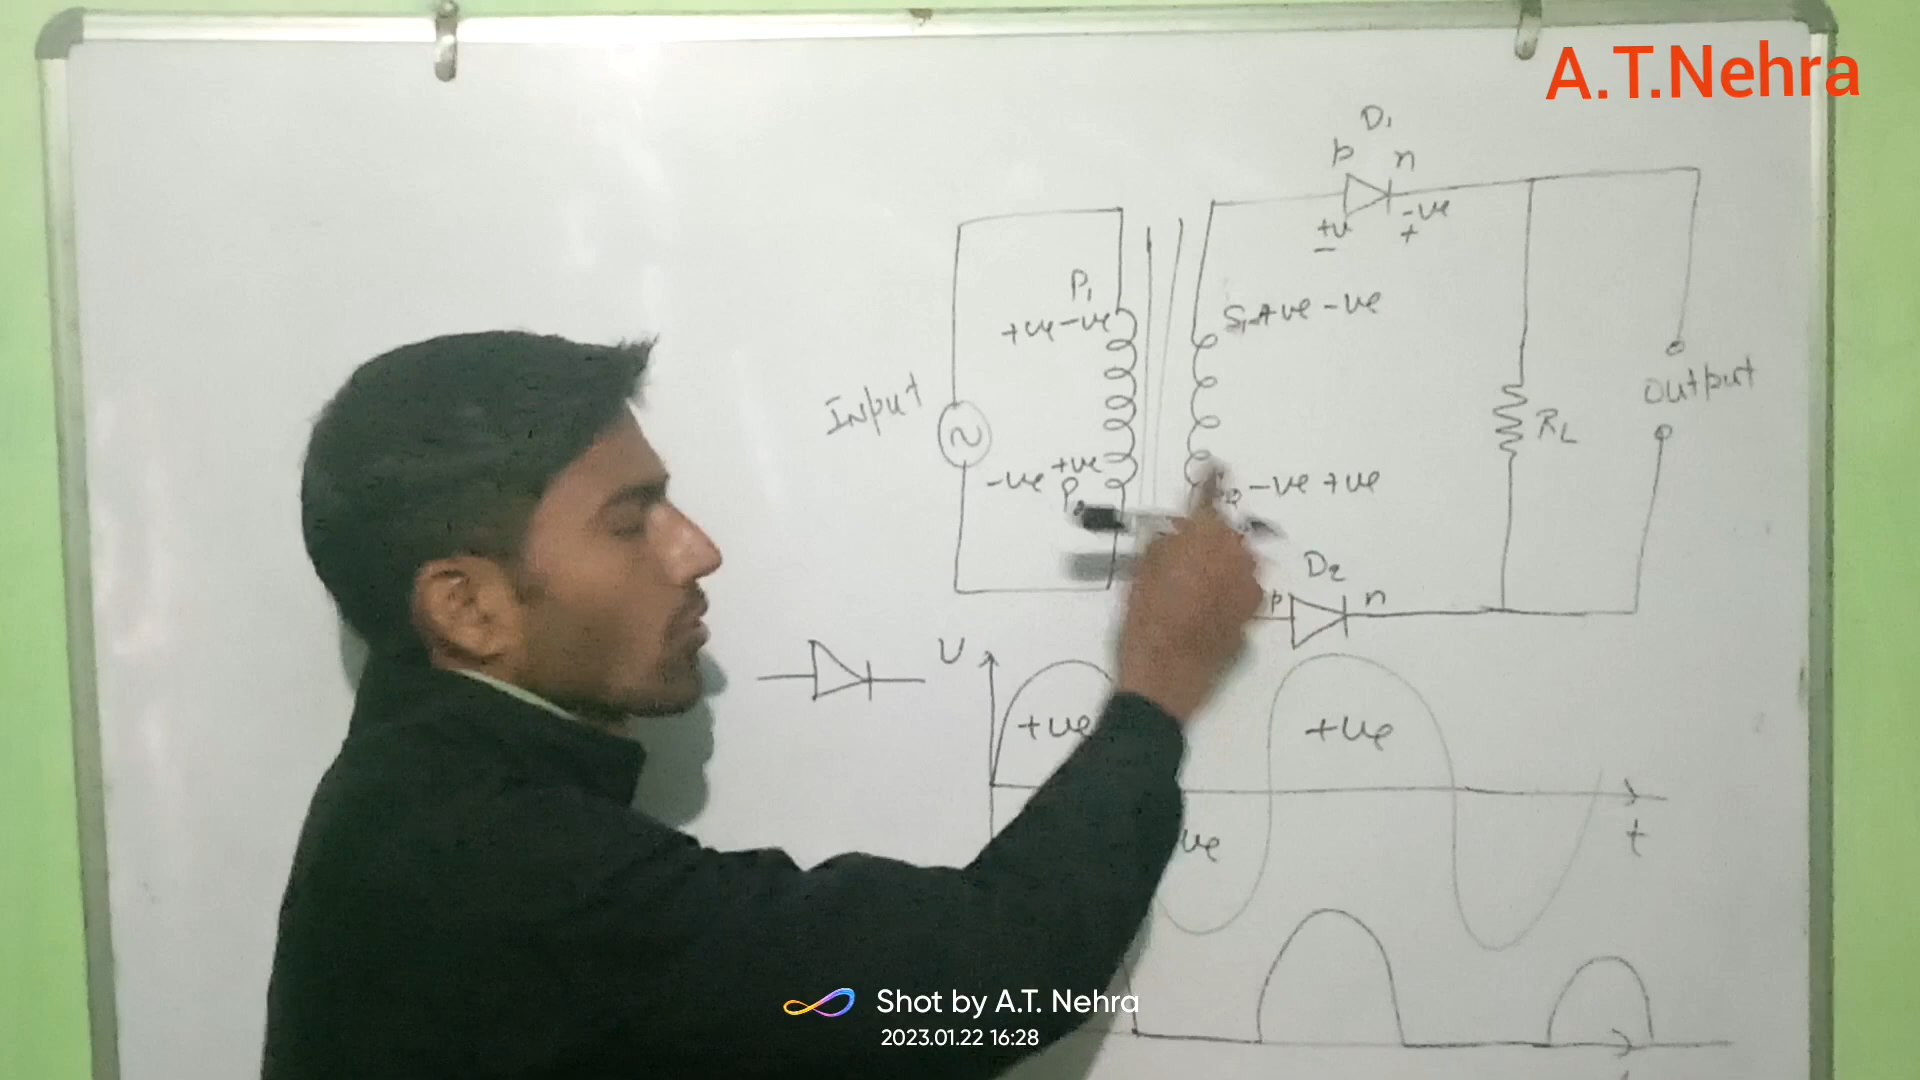 A.T.Nehra
D1
p n
+v -ve
- +
P1
+ve -ve
S1 +ve -ve
Input
Output
RL
+ve
-ve
P2
-ve +ve
D2
p n
U
+ve
+ve
ve
t
Shot by A.T. Nehra
2023.01.22 16:28